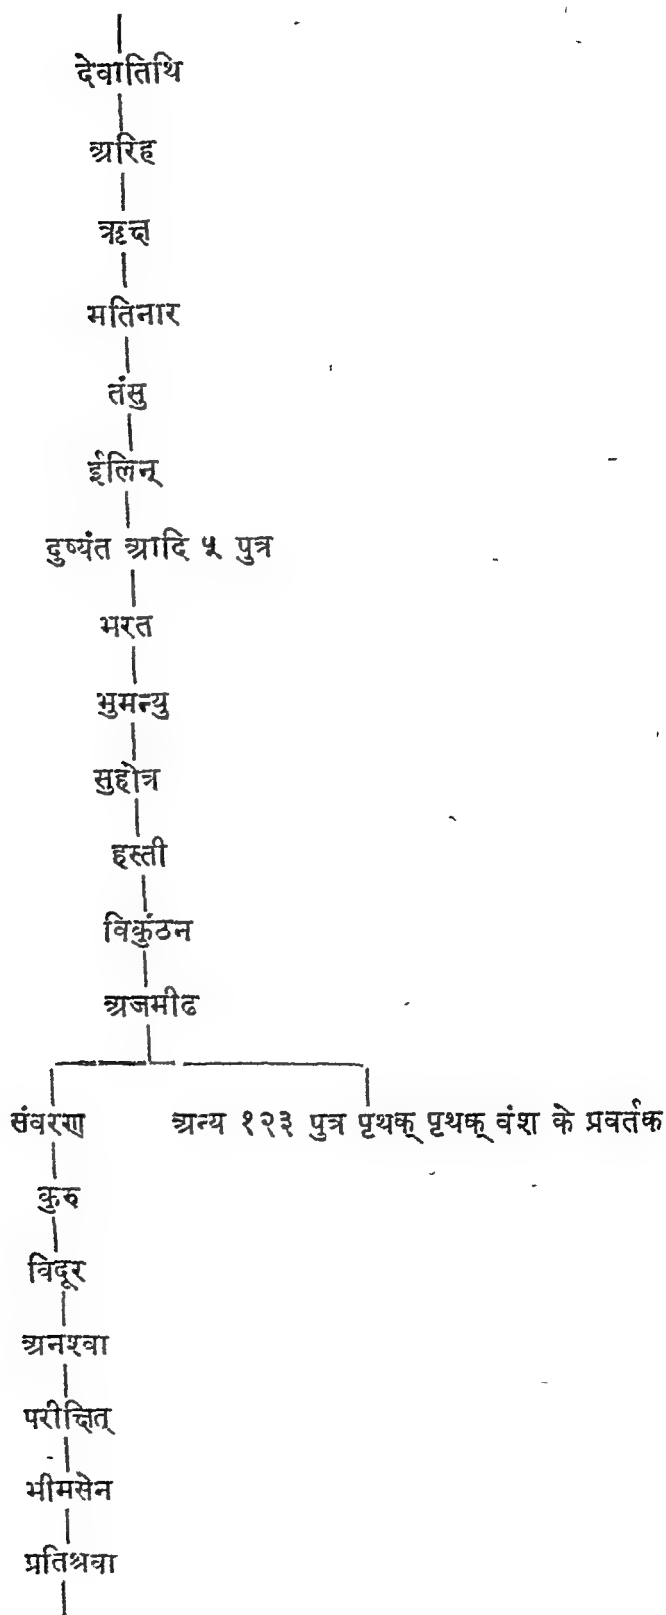 देवातिथि
अरिह
ऋक्ष
मतिनार
तंसु
ईलिन्
दुष्यंत आदि ५ पुत्र
भरत
भुमन्यु
सुहोत्र
हस्ती
विकुंठन
अजमीढ
संवरण अन्य १२३ पुत्र पृथक् पृथक् वंश के प्रवर्तक
कुरु
विदूर
अनश्वा
परीक्षित्
भीमसेन
प्रतिश्रवा